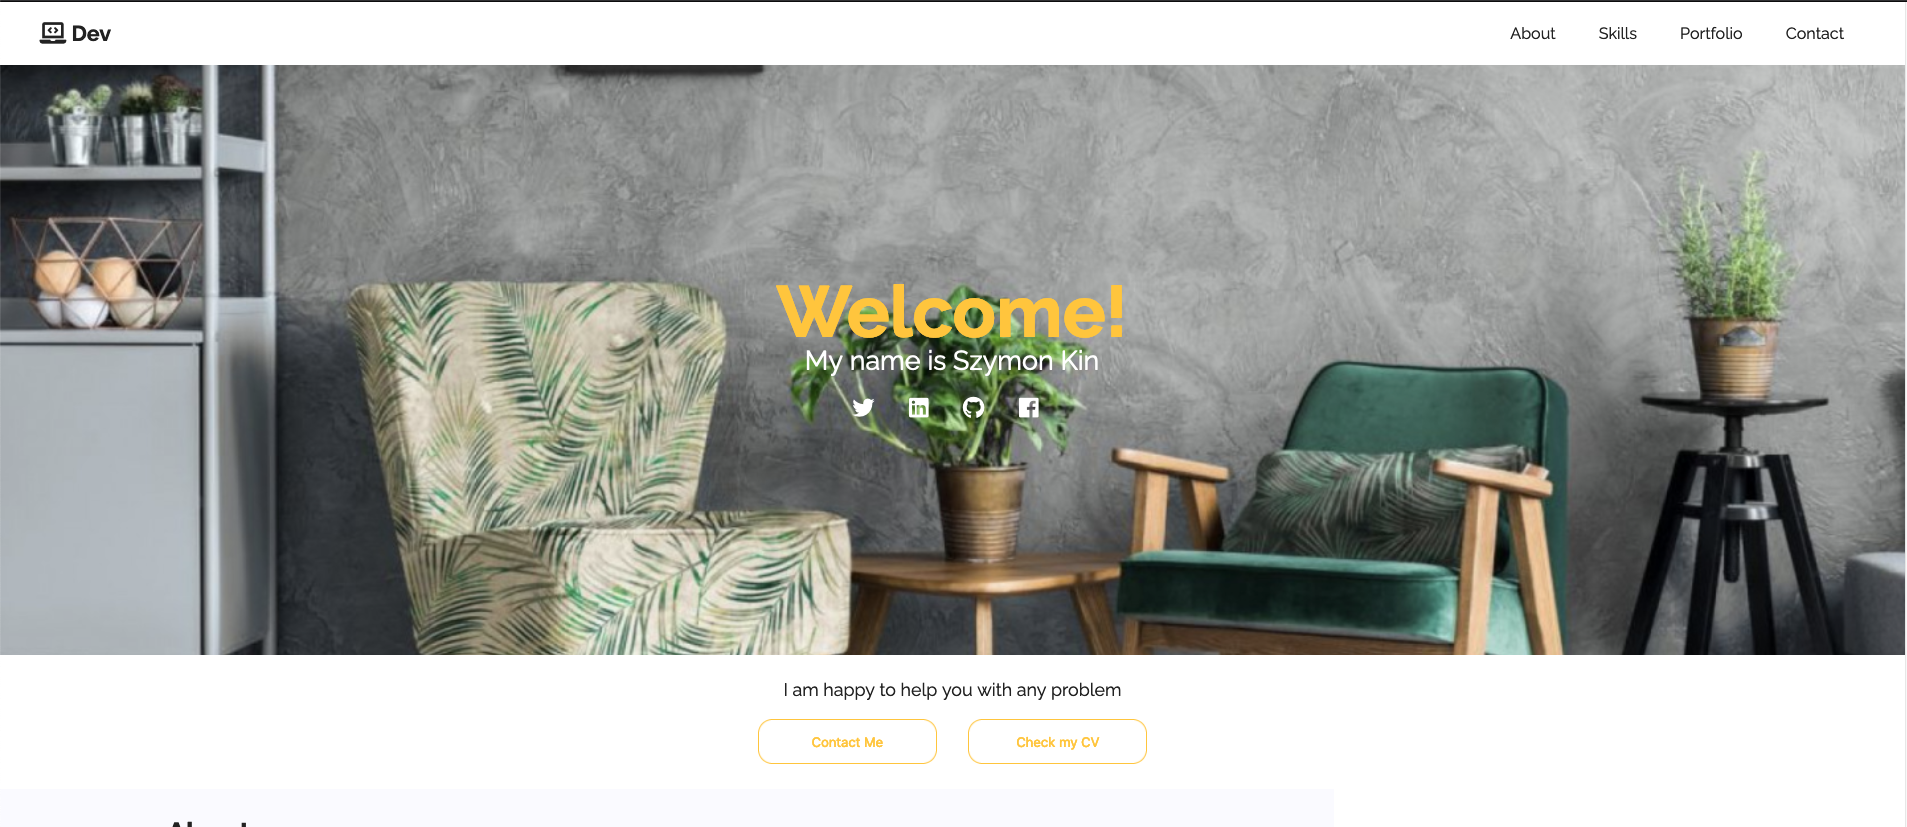 Dev
About Skills Portfolio Contact
Welcome!
My name is Szymon Kin
I am happy to help you with any problem
Contact Me Check my CV
About